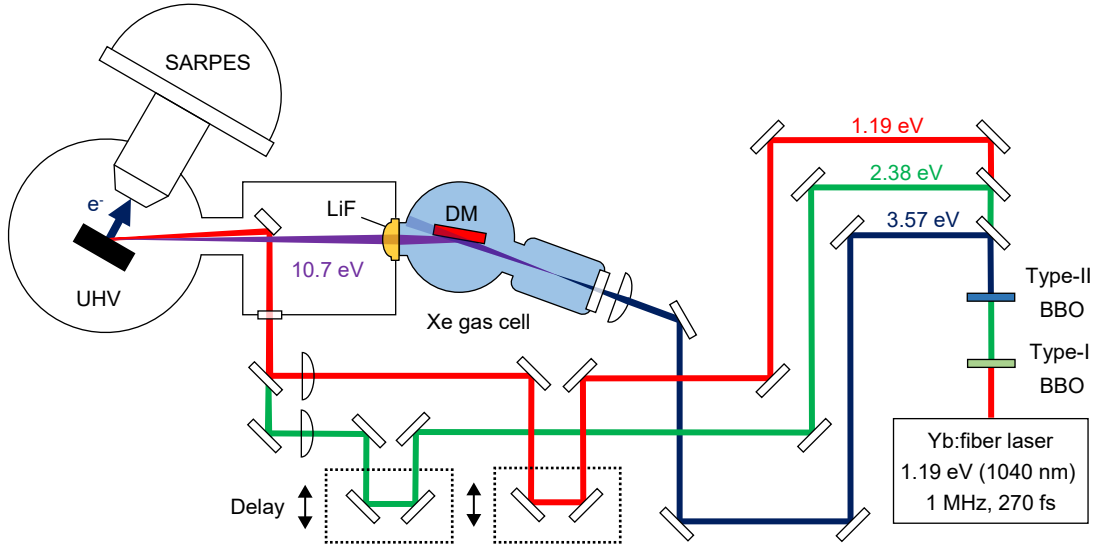 SARPES
1.19 eV
2.38 eV
3.57 eV
e-
LiF
DM
10.7 eV
UHV
Xe gas cell
Type-II
BBO
Type-I
BBO
Yb:fiber laser
1.19 eV (1040 nm)
1 MHz, 270 fs
Delay